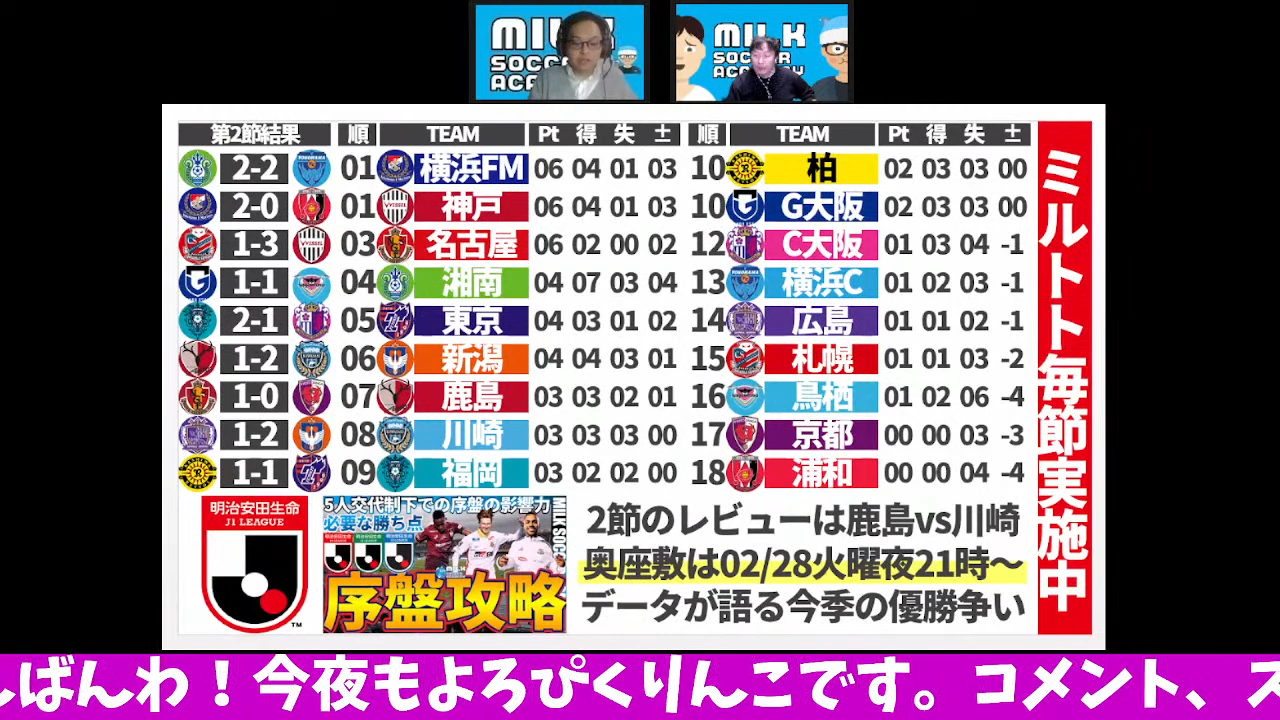 MILK
SOCCER
ACA
MILK
SOCCER
第2節結果 順 TEAM Pt 得 失 ±
2-2 01 横浜FM 06 04 01 03
2-0 01 神戸 06 04 01 03
1-3 03 名古屋 06 02 00 02
1-1 04 湘南 04 07 03 04
2-1 05 東京 04 03 01 02
1-2 06 新潟 04 04 03 01
1-0 07 鹿島 03 03 02 01
1-2 08 川崎 03 03 03 00
1-1 09 福岡 03 02 02 00
順 TEAM Pt 得 失 ±
10 柏 02 03 03 00
10 G大阪 02 03 03 00
12 C大阪 01 03 04 -1
13 横浜C 01 02 03 -1
14 広島 01 01 02 -1
15 札幌 01 01 03 -2
16 鳥栖 01 02 06 -4
17 京都 00 00 03 -3
18 浦和 00 00 04 -4
ミルトト毎節実施中
明治安田生命
J1 LEAGUE
TM
5人交代制下での序盤の影響力
必要な勝ち点
序盤攻略
2節のレビューは鹿島vs川崎
奥座敷は02/28火曜夜21時～
データが語る今季の優勝争い
ばんわ！今夜もよろぴくりんこです。コメント、ス